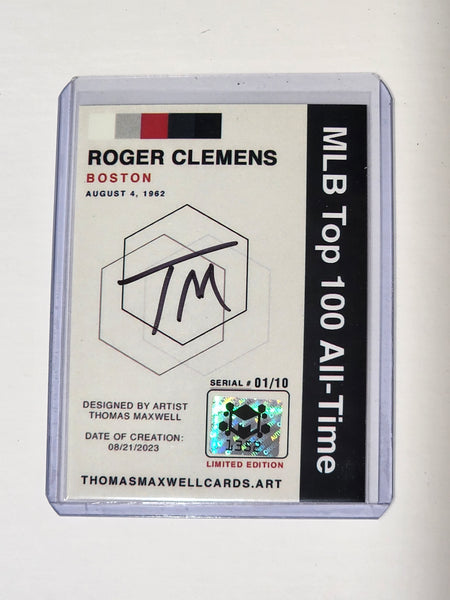 ROGER CLEMENS
BOSTON
AUGUST 4, 1962
TM
SERIAL # 01/10
DESIGNED BY ARTIST
THOMAS MAXWELL
DATE OF CREATION:
08/21/2023
LIMITED EDITION
THOMASMAXWELLCARDS.ART
MLB Top 100 All-Time